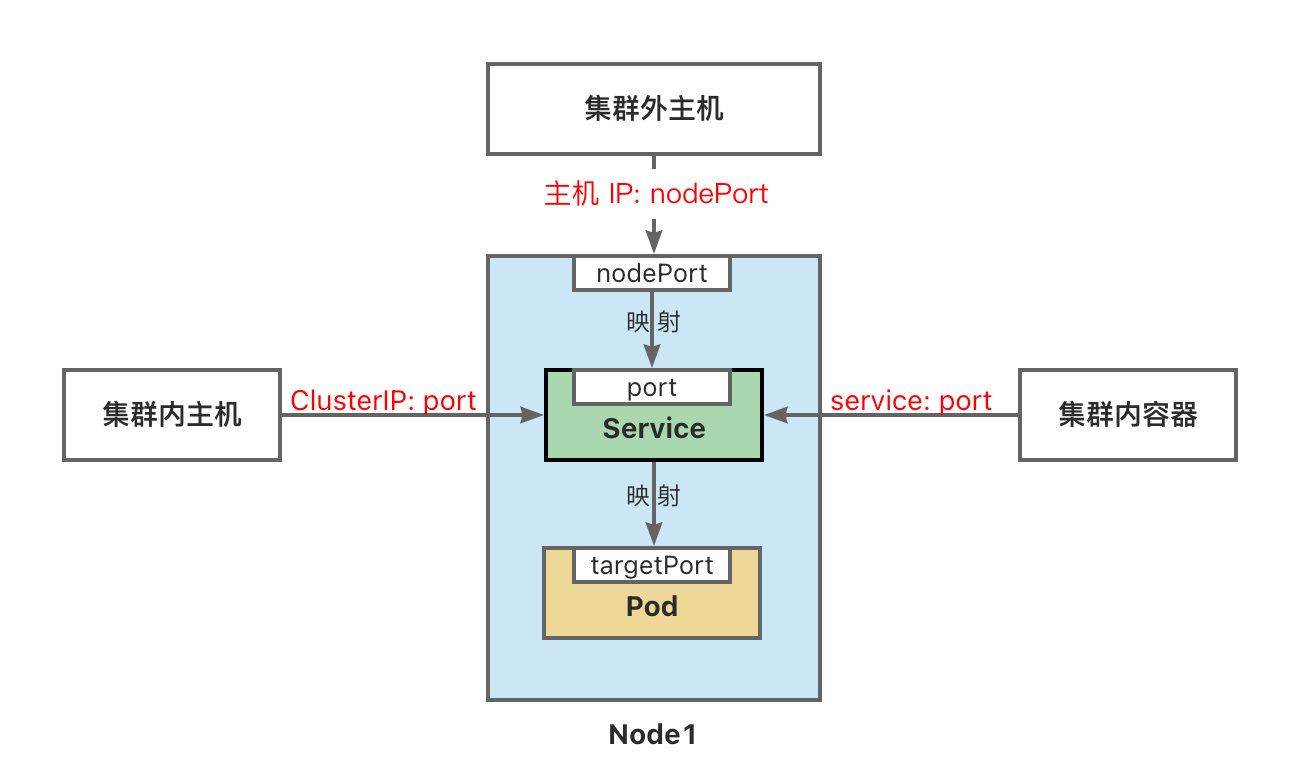 集群外主机
主机 IP: nodePort
nodePort
映射
集群内主机
ClusterIP: port
port
Service
service: port
集群内容器
映射
targetPort
Pod
Node1